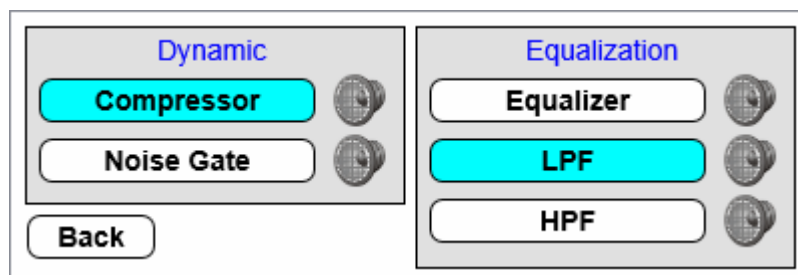 Dynamic
Compressor
Noise Gate
Back
Equalization
Equalizer
LPF
HPF